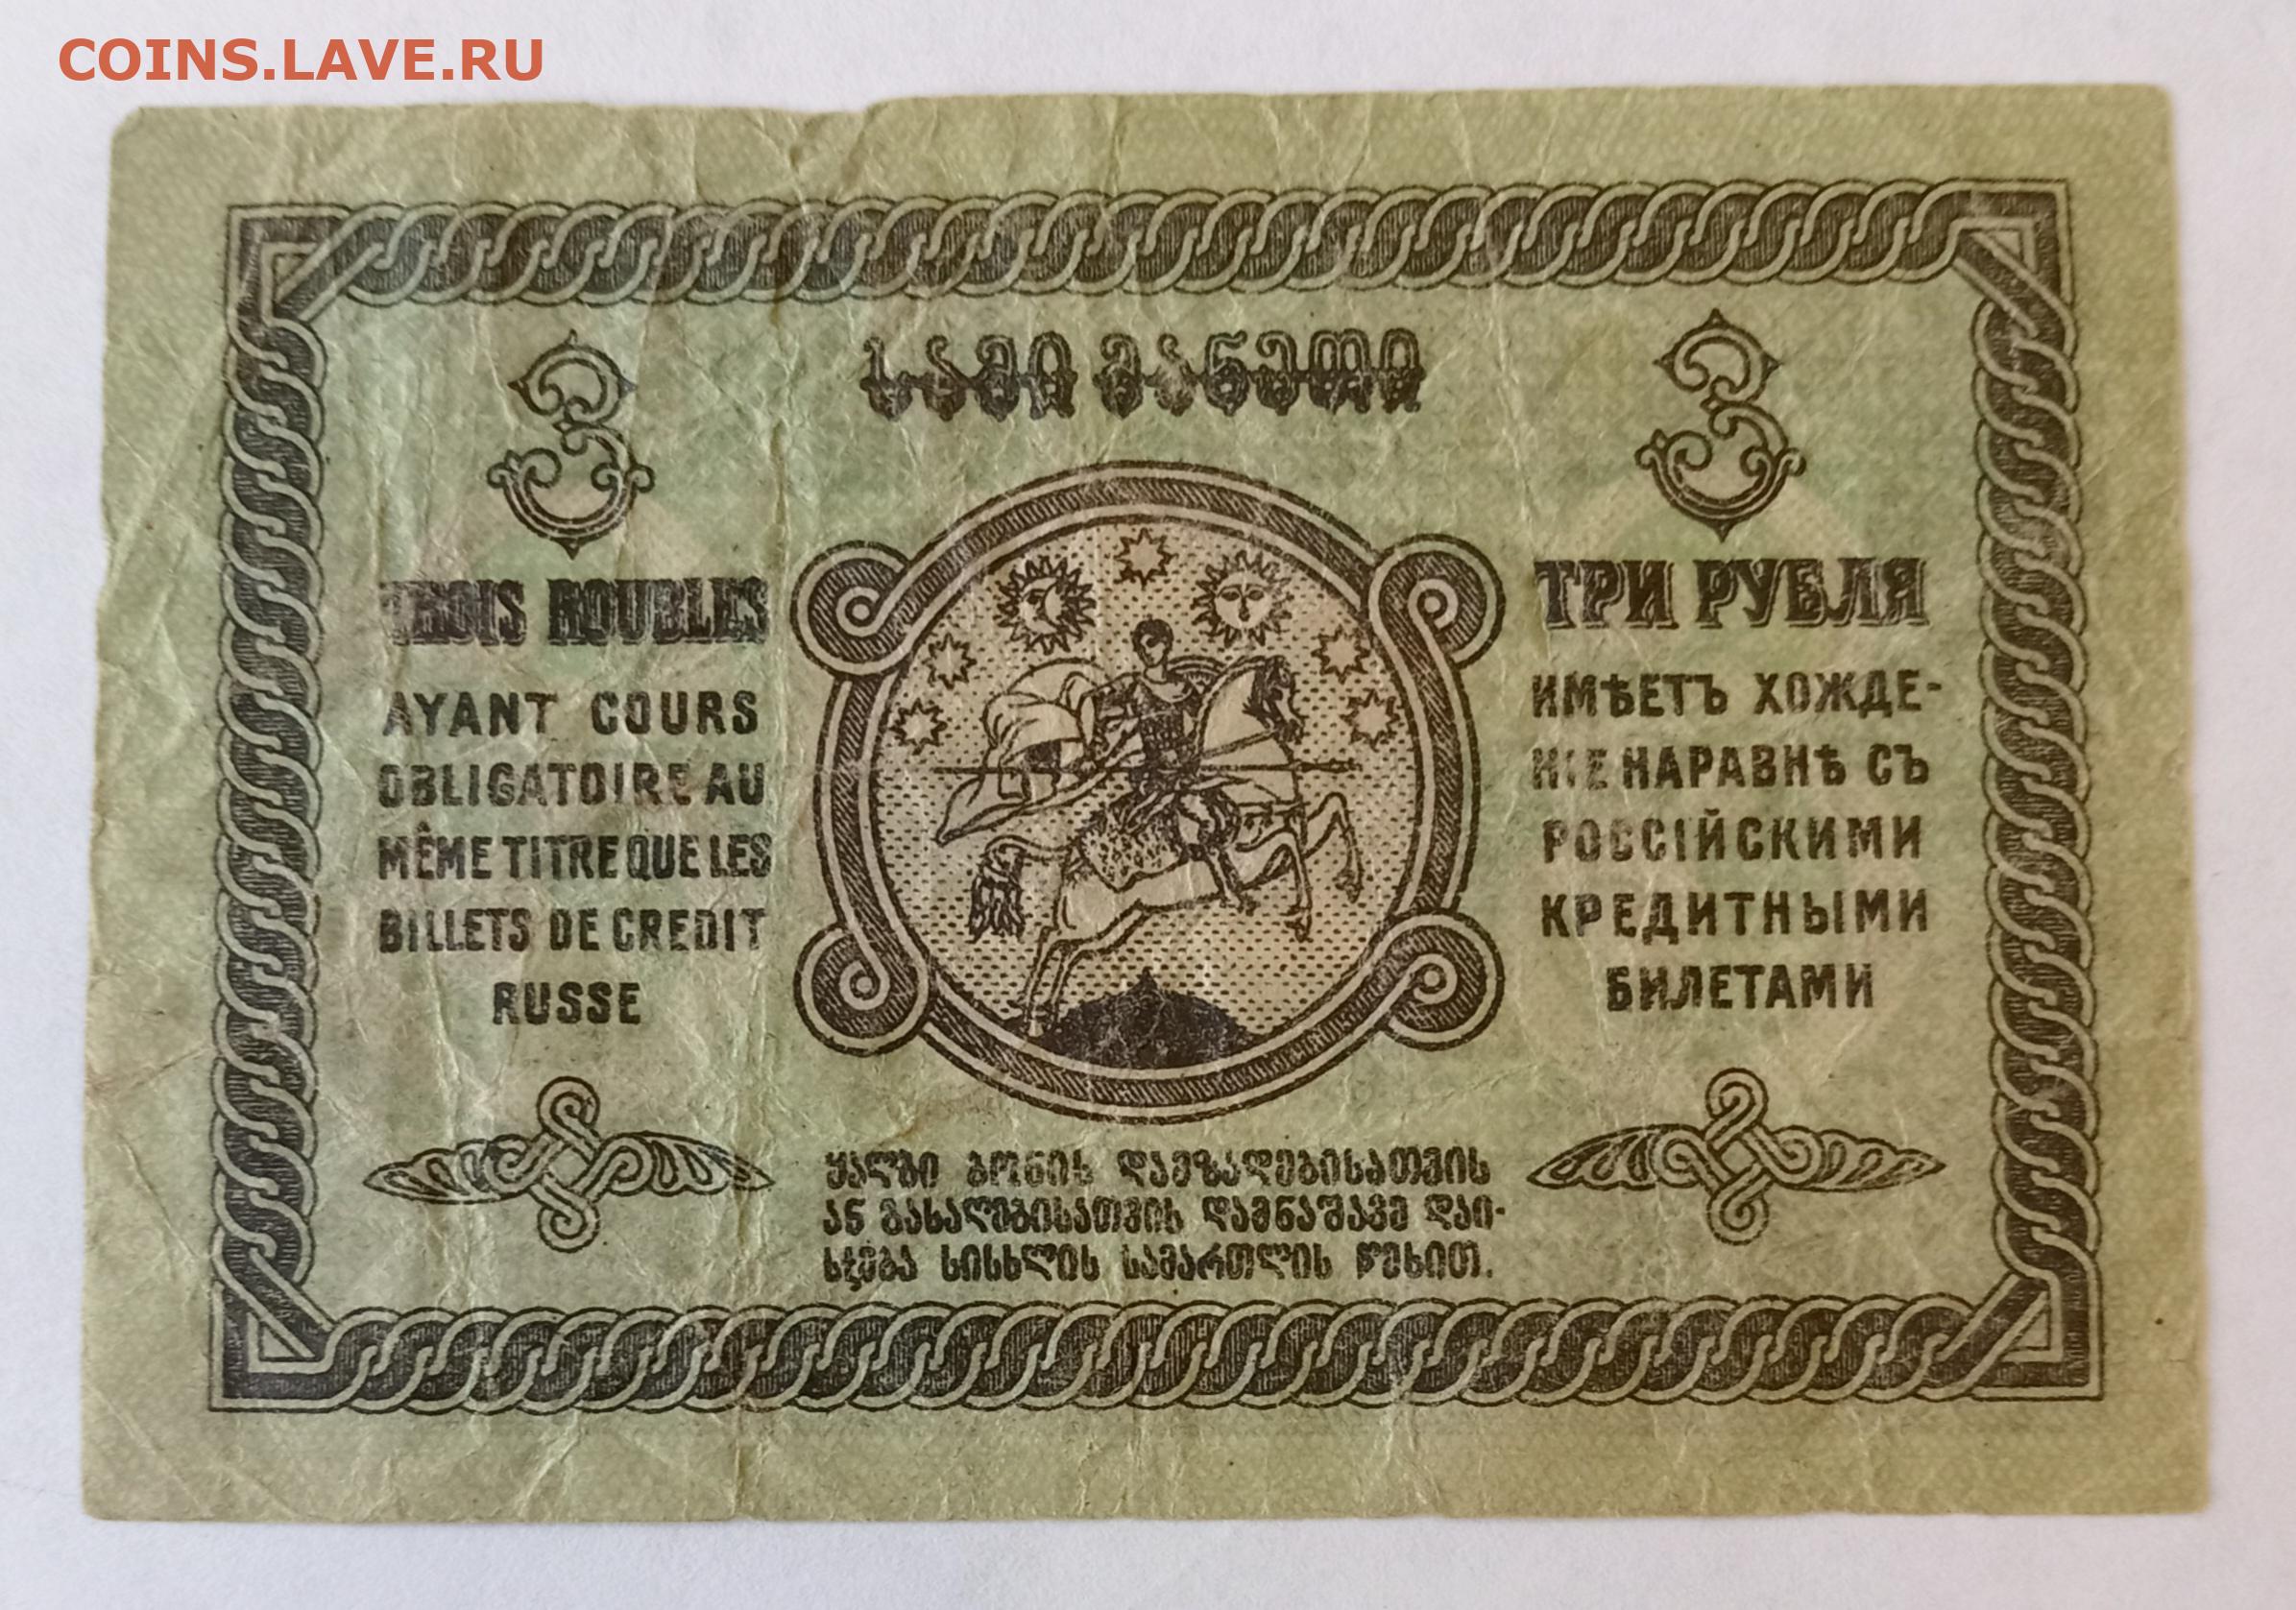 COINS.LAVE.RU
სამი მანეთი
3
TROIS ROUBLES
AYANT COURS
OBLIGATOIRE AU
MÊME TITRE QUE LES
BILLETS DE CREDIT
RUSSE
3
ТРИ РУБЛЯ
ИМѢЕТЪ ХОЖДЕ-
НІЕ НАРАВНѢ СЪ
РОССІЙСКИМИ
КРЕДИТНЫМИ
БИЛЕТАМИ
ყალბი ბონის დამზადებისათვის
ან გასაღებისათვის დამნაშავე დაი-
სჯება სისხლის სამართლის წესით.